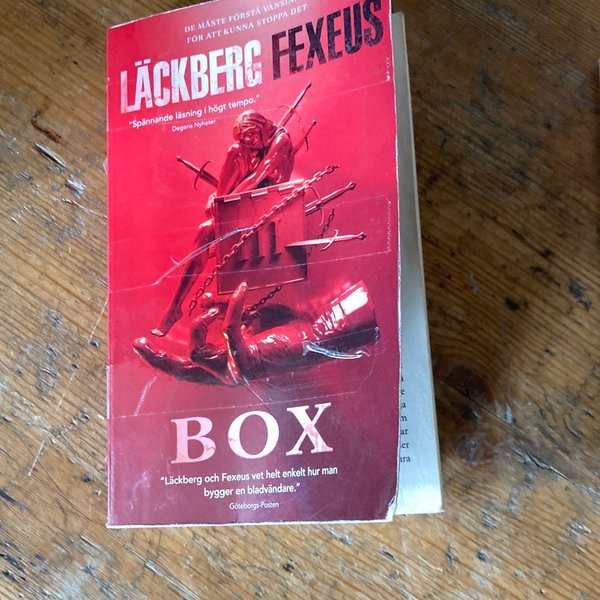 DE MÅSTE FÖRSTÅ VANSIN
FÖR ATT KUNNA STOPPA DET
LÄCKBERG FEXEUS
"Spännande läsning i högt tempo."
Dagens Nyheter
III
BOX
"Läckberg och Fexeus vet helt enkelt hur man
bygger en bladvändare."
Göteborgs-Posten